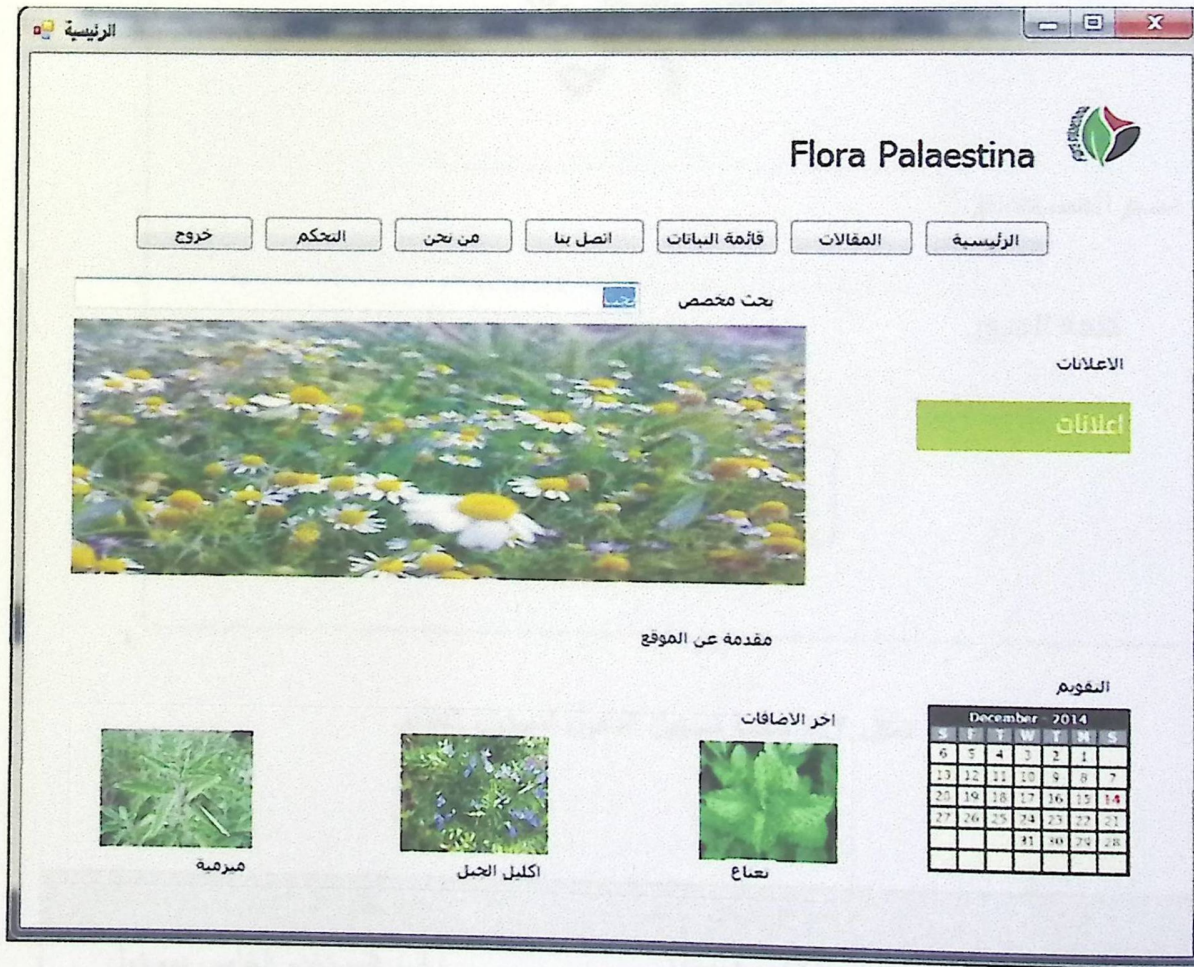 الرئيسية
Flora Palaestina
الرئيسية
المقالات
قائمة النباتات
اتصل بنا
من نحن
التحكم
خروج
بحث مخصص
بحث
الاعلانات
اعلانات
مقدمة عن الموقع
التقويم
December - 2014
S F T W T M S
6 5 4 3 2 1
13 12 11 10 9 8 7
20 19 18 17 16 15 14
27 26 25 24 23 22 21
31 30 29 28
اخر الاضافات
نعناع
اكليل الجبل
ميرمية